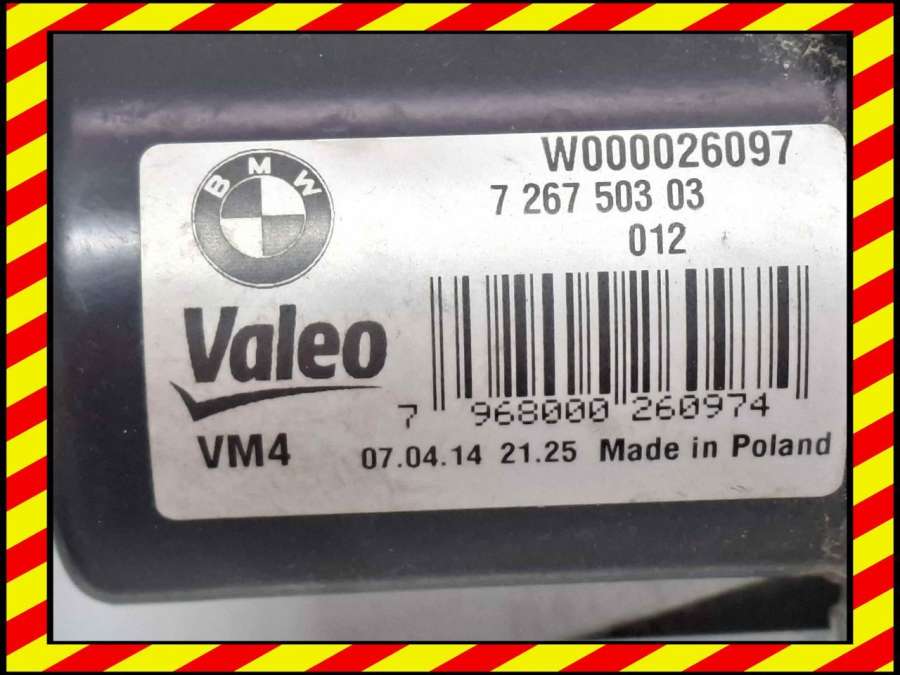 W000026097
7 267 503 03
012
BMW
Valeo
7 968000 260974
VM4 07.04.14 21.25 Made in Poland